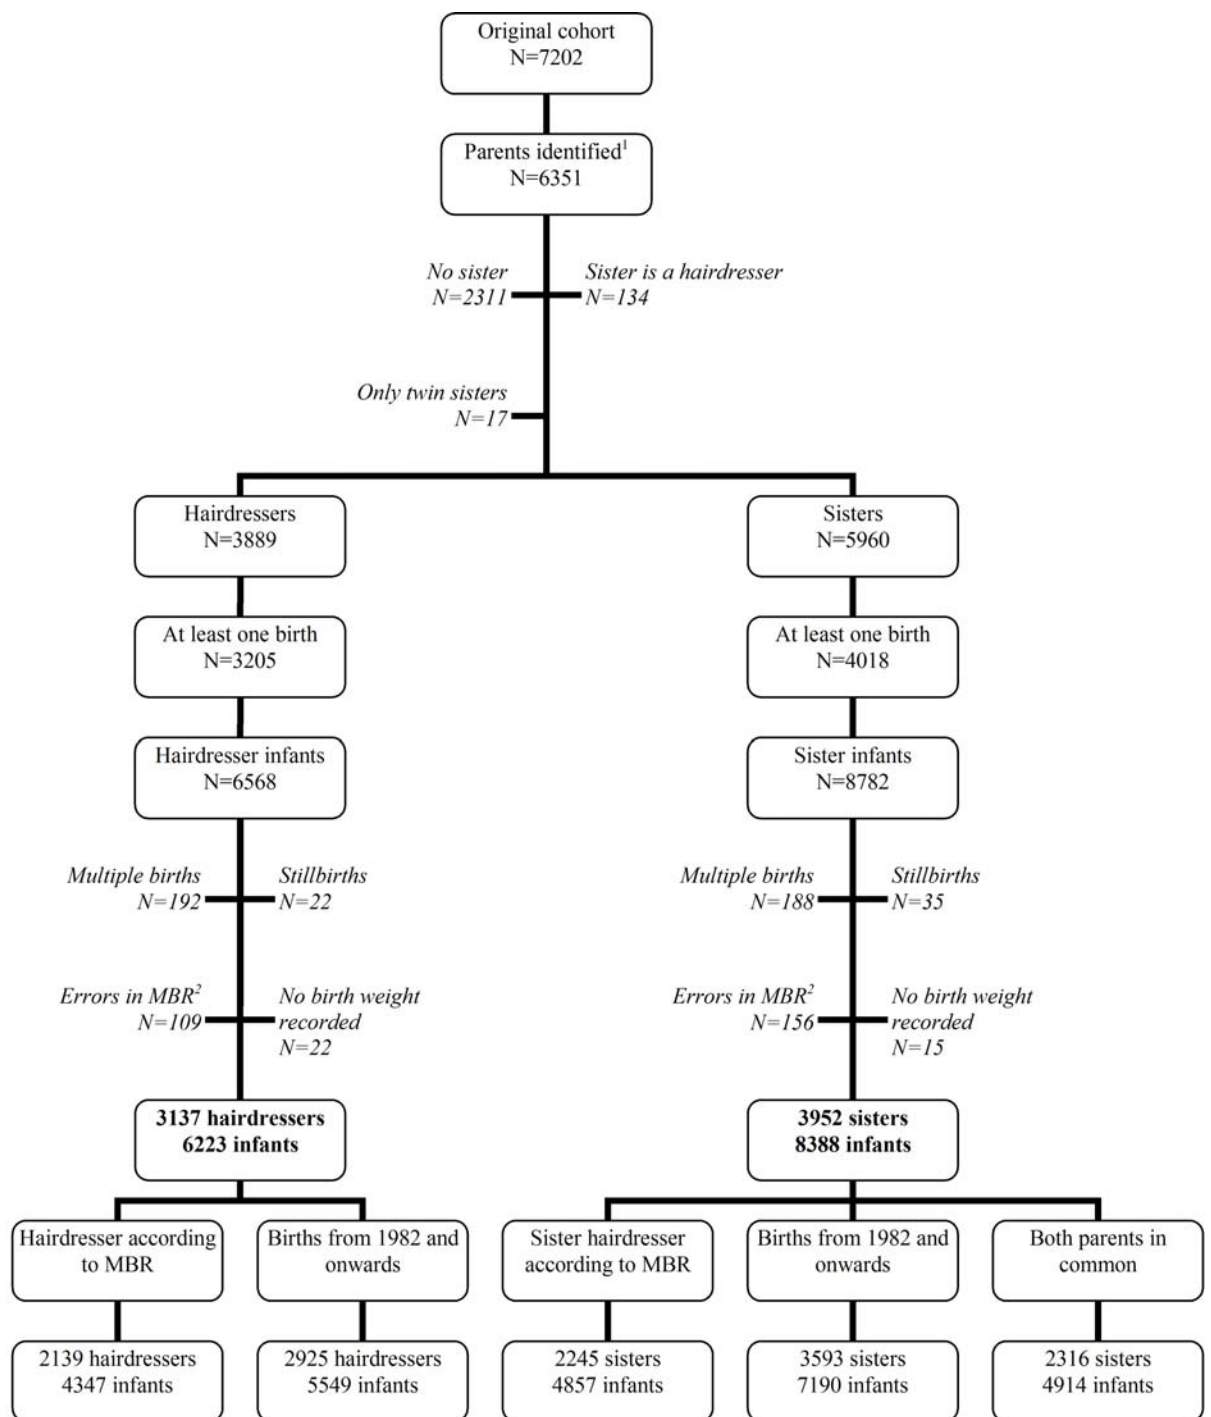 Original cohort
N=7202
Parents identified¹
N=6351
No sister
N=2311
Sister is a hairdresser
N=134
Only twin sisters
N=17
Hairdressers
N=3889
Sisters
N=5960
At least one birth
N=3205
At least one birth
N=4018
Hairdresser infants
N=6568
Sister infants
N=8782
Multiple births
N=192
Stillbirths
N=22
Multiple births
N=188
Stillbirths
N=35
Errors in MBR²
N=109
No birth weight
recorded
N=22
Errors in MBR²
N=156
No birth weight
recorded
N=15
3137 hairdressers
6223 infants
3952 sisters
8388 infants
Hairdresser according
to MBR
Births from 1982 and
onwards
Sister hairdresser
according to MBR
Births from 1982 and
onwards
Both parents in
common
2139 hairdressers
4347 infants
2925 hairdressers
5549 infants
2245 sisters
4857 infants
3593 sisters
7190 infants
2316 sisters
4914 infants